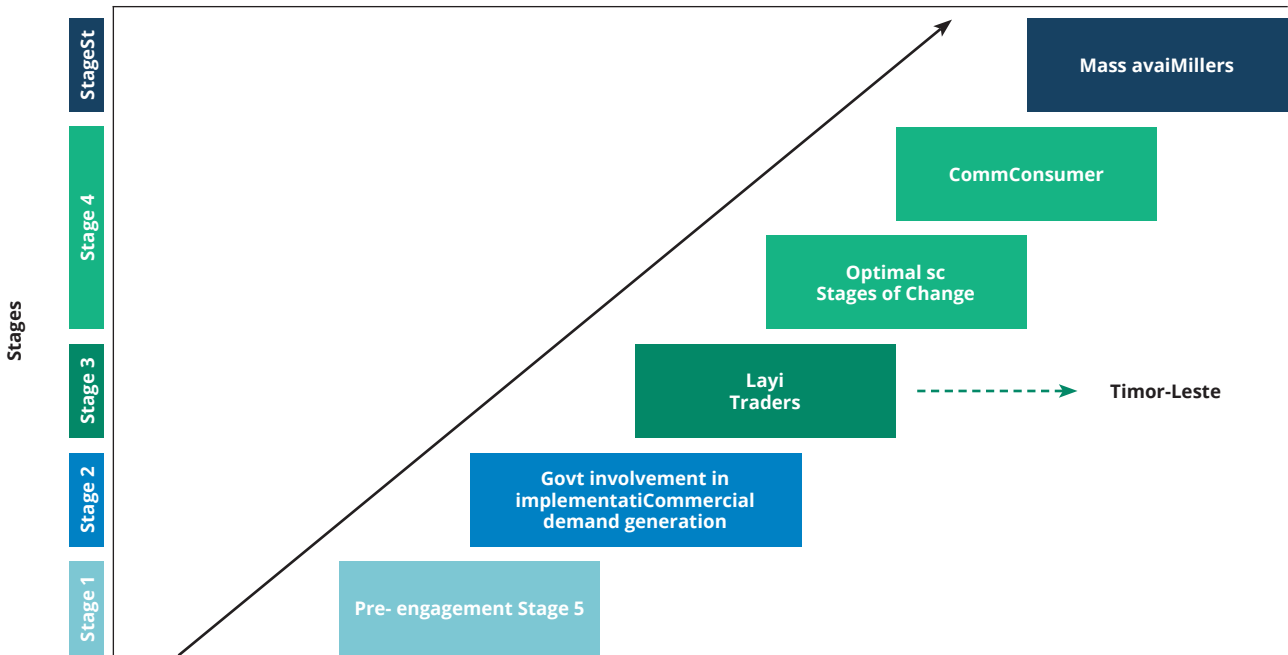 StageSt
Mass avaiMillers
Stage 4
CommConsumer
Optimal sc
Stages of Change
Stages
Stage 3
Layi
Traders
Timor-Leste
Stage 2
Govt involvement in
implementatiCommercial
demand generation
Stage 1
Pre- engagement Stage 5